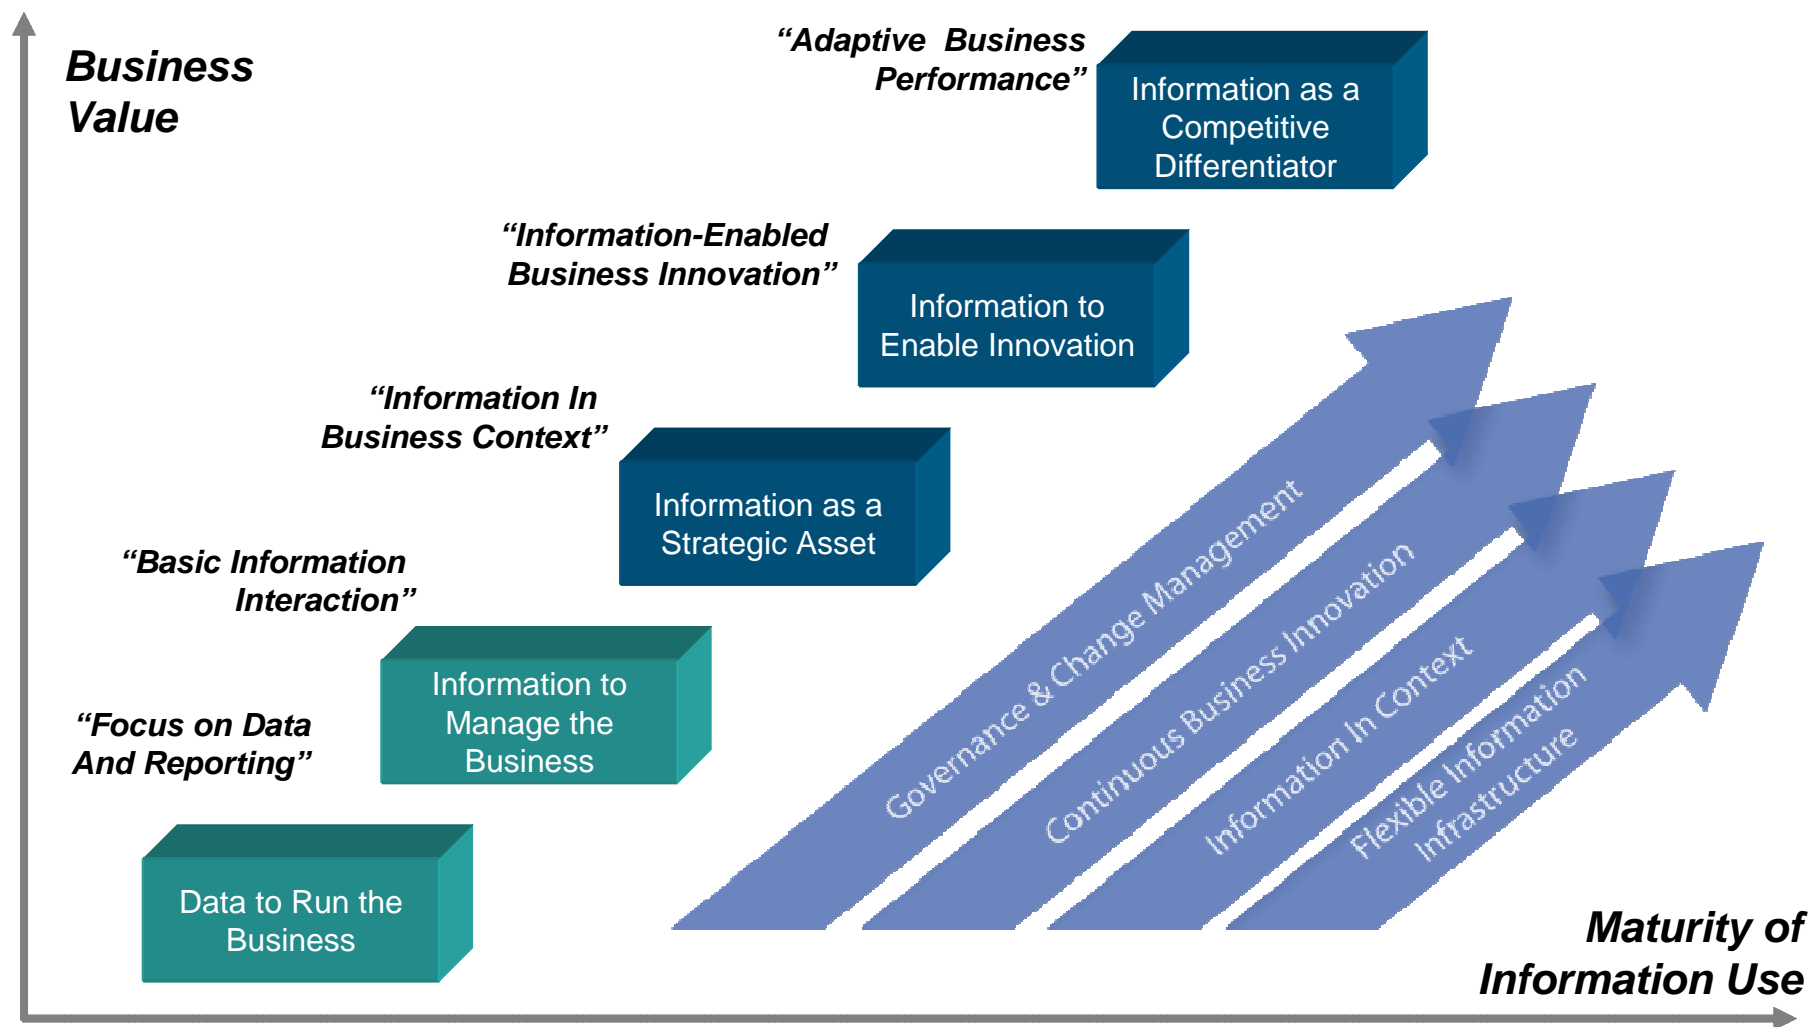 Business
Value
“Adaptive Business
Performance”
Information as a
Competitive
Differentiator
“Information-Enabled
Business Innovation”
Information to
Enable Innovation
“Information In
Business Context”
Information as a
Strategic Asset
“Basic Information
Interaction”
Information to
Manage the
Business
“Focus on Data
And Reporting”
Data to Run the
Business
Governance & Change Management
Continuous Business Innovation
Information In Context
Flexible Information
Infrastructure
Maturity of
Information Use